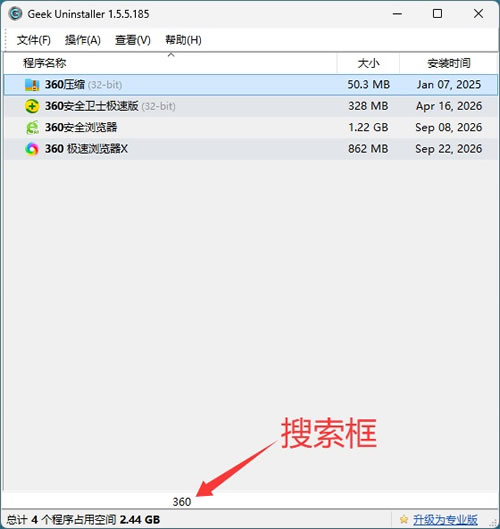 Geek Uninstaller 1.5.5.185
文件(F) 操作(A) 查看(V) 帮助(H)
程序名称 大小 安装时间
360压缩 (32-bit) 50.3 MB Jan 07, 2025
360安全卫士极速版 (32-bit) 328 MB Apr 16, 2026
360安全浏览器 1.22 GB Sep 08, 2026
360 极速浏览器X 862 MB Sep 22, 2026
搜索框
360
总计 4 个程序占用空间 2.44 GB 升级为专业版